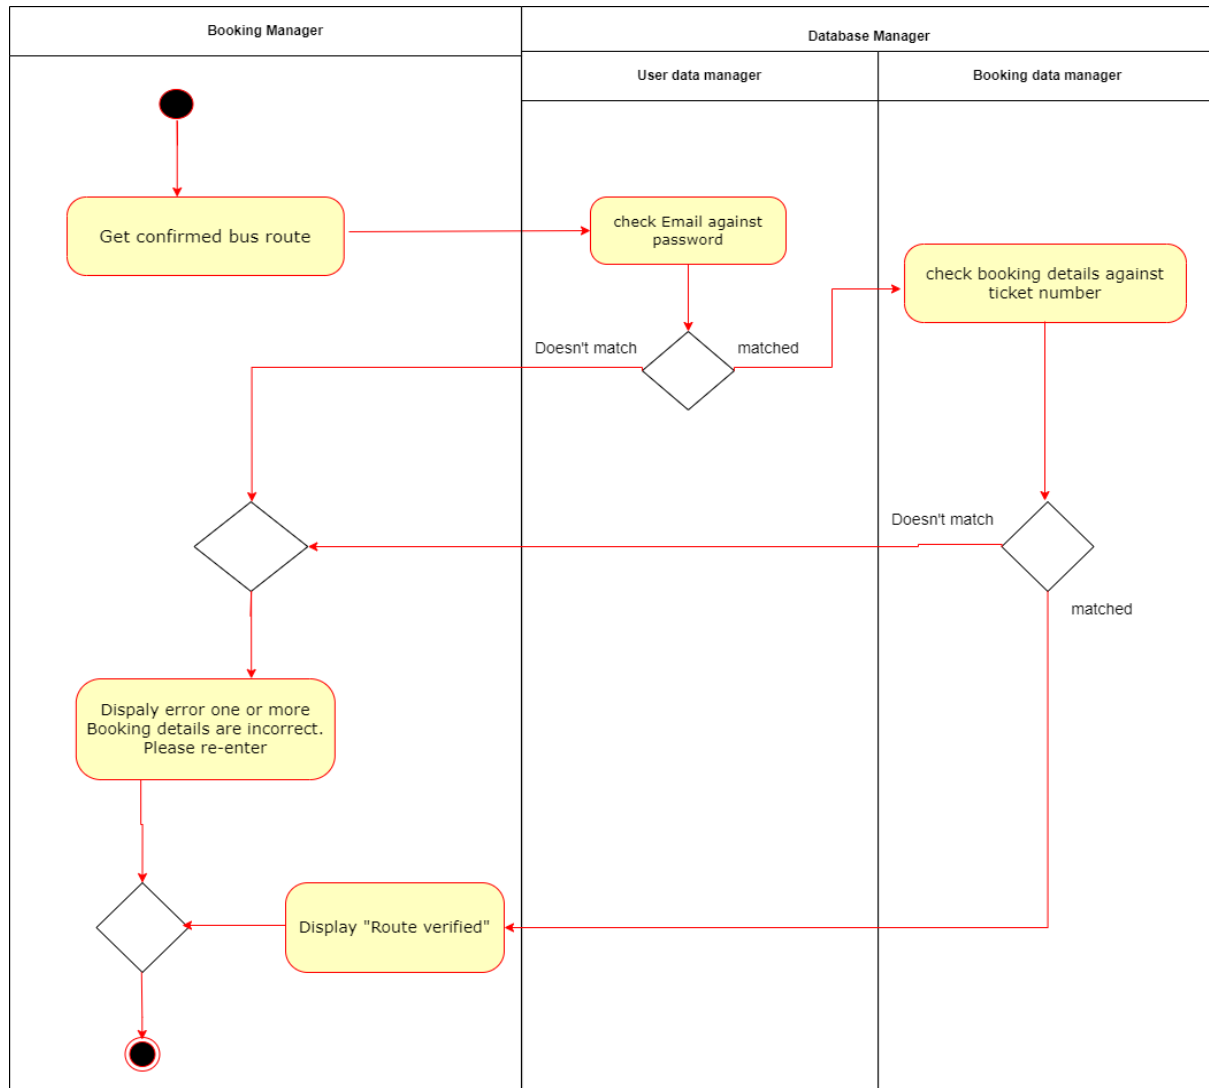 Booking Manager
Database Manager
User data manager
Booking data manager
Get confirmed bus route
check Email against
password
check booking details against
ticket number
Doesn't match
matched
Doesn't match
matched
Dispaly error one or more
Booking details are incorrect.
Please re-enter
Display "Route verified"